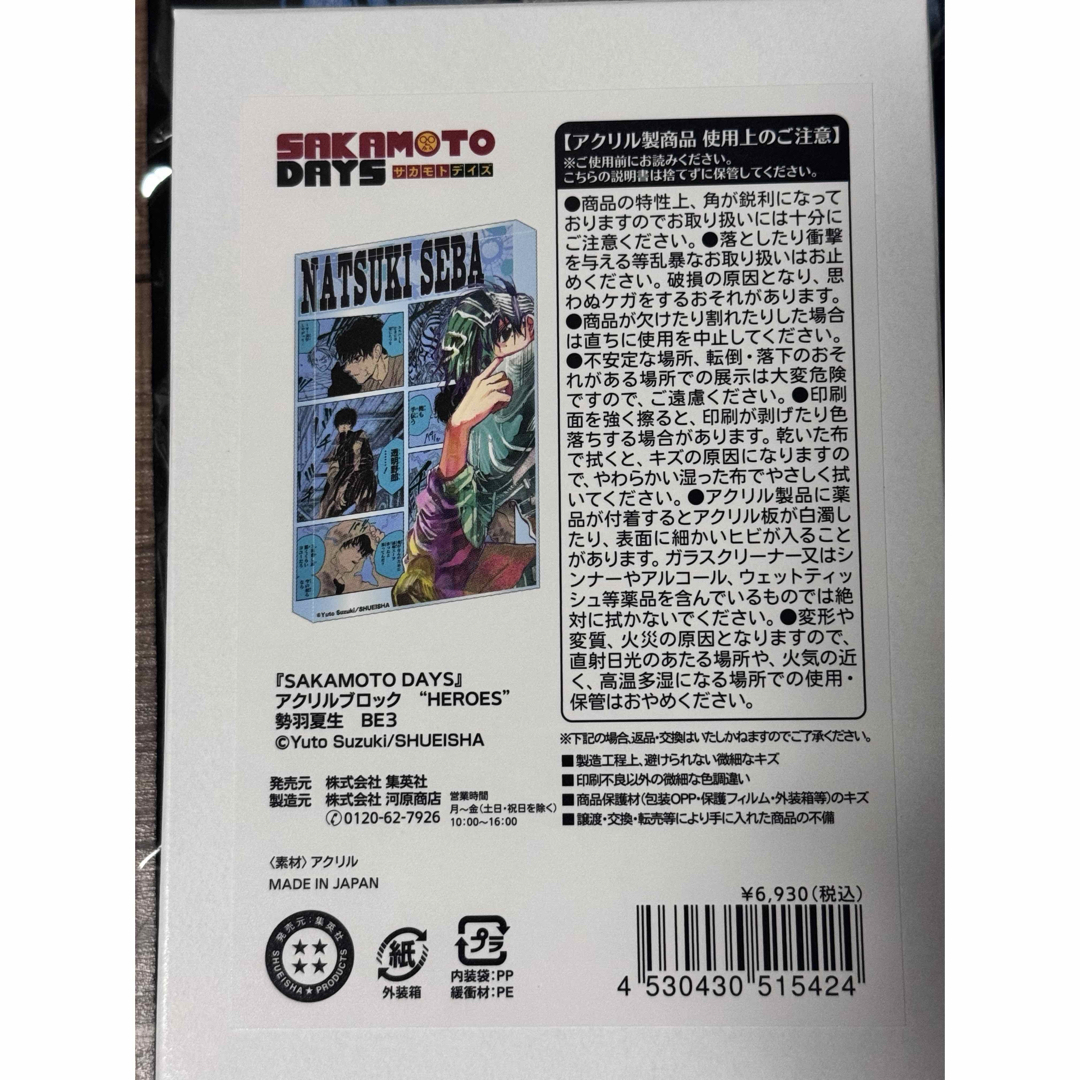 SAKAMOTO
DAYS サカモトデイズ
NATSUKI SEBA
透明野郎
……！
©Yuto Suzuki/SHUEISHA
『SAKAMOTO DAYS』
アクリルブロック “HEROES”
勢羽夏生 BE3
©Yuto Suzuki/SHUEISHA
発売元 株式会社 集英社
製造元 株式会社 河原商店
✆0120-62-7926
営業時間
月〜金(土日・祝日を除く)
10:00〜16:00
〈素材〉アクリル
MADE IN JAPAN
発売元:集英社
SHUEISHA★PRODUCTS
紙
外装箱
プラ
内装袋:PP
緩衝材:PE
【アクリル製商品 使用上のご注意】
※ご使用前にお読みください。
こちらの説明書は捨てずに保管してください。
●商品の特性上、角が鋭利になって
おりますのでお取り扱いには十分に
ご注意ください。●落としたり衝撃
を与える等乱暴なお取り扱いはお止
めください。破損の原因となり、思
わぬケガをするおそれがあります。
●商品が欠けたり割れたりした場合
は直ちに使用を中止してください。
●不安定な場所、転倒・落下のおそ
れがある場所での展示は大変危険
ですので、ご遠慮ください。●印刷
面を強く擦ると、印刷が剥げたり色
落ちする場合があります。乾いた布
で拭くと、キズの原因になりますの
で、やわらかい湿った布でやさしく拭
いてください。●アクリル製品に薬
品が付着するとアクリル板が白濁し
たり、表面に細かいヒビが入ること
があります。ガラスクリーナー又はシ
ンナーやアルコール、ウェットティッ
シュ等薬品を含んでいるものでは絶
対に拭かないでください。●変形や
変質、火災の原因となりますので、
直射日光のあたる場所や、火気の近
く、高温多湿になる場所での使用・
保管はおやめください。
※下記の場合、返品・交換はいたしかねますのでご了承ください。
■製造工程上、避けられない微細なキズ
■印刷不良以外の微細な色調違い
■商品保護材(包装OPP・保護フィルム・外装箱等)のキズ
■譲渡・交換・転売等により手に入れた商品の不備
¥6,930(税込)
4 530430 515424